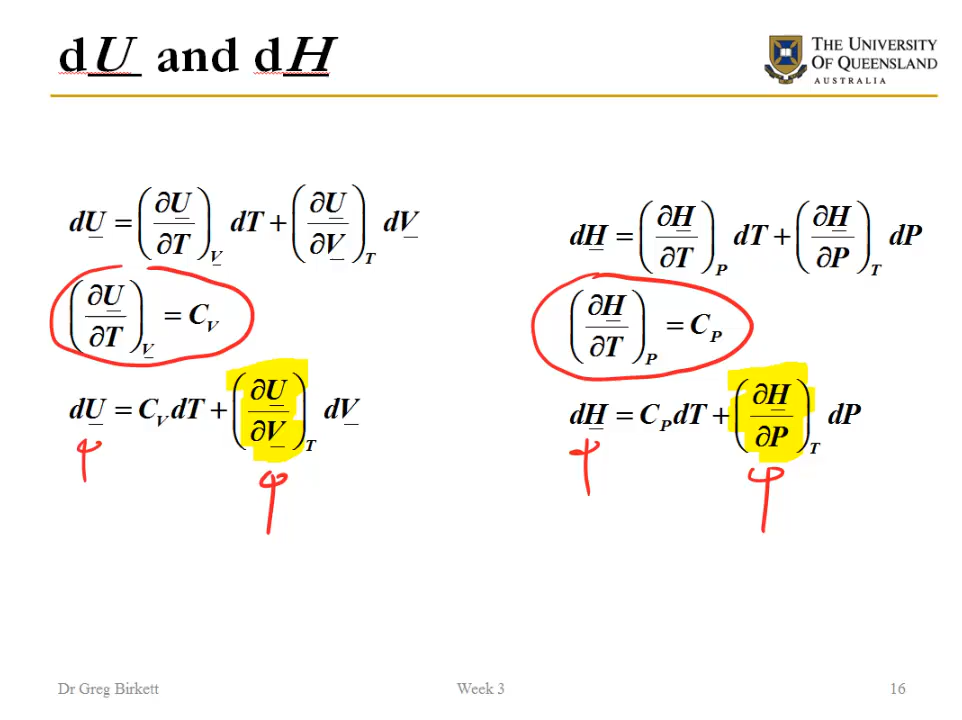 dU and dH
THE UNIVERSITY
OF QUEENSLAND
AUSTRALIA
dU = (∂U/∂T)_V dT + (∂U/∂V)_T dV
(∂U/∂T)_V = C_V
dU = C_V dT + (∂U/∂V)_T dV
dH = (∂H/∂T)_P dT + (∂H/∂P)_T dP
(∂H/∂T)_P = C_P
dH = C_P dT + (∂H/∂P)_T dP
Dr Greg Birkett
Week 3
16